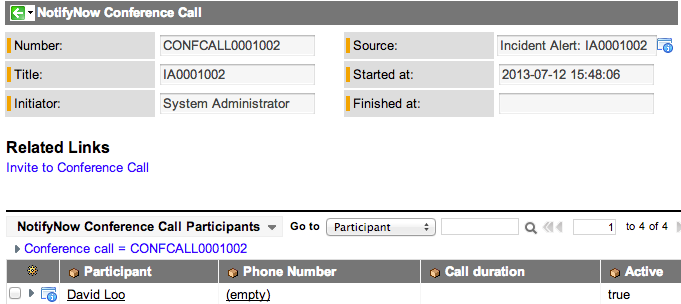 NotifyNow Conference Call
Number: CONFCALL0001002 Source: Incident Alert: IA0001002
Title: IA0001002 Started at: 2013-07-12 15:48:06
Initiator: System Administrator Finished at:
Related Links
Invite to Conference Call
NotifyNow Conference Call Participants Go to Participant 1 to 4 of 4
Conference call = CONFCALL0001002
Participant Phone Number Call duration Active
David Loo (empty) true